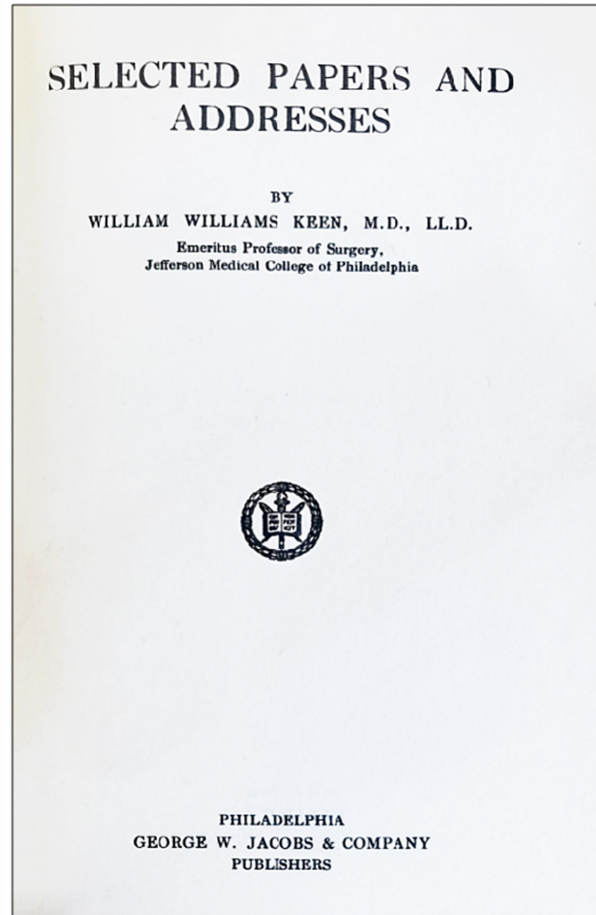 SELECTED PAPERS AND
ADDRESSES
BY
WILLIAM WILLIAMS KEEN, M.D., LL.D.
Emeritus Professor of Surgery,
Jefferson Medical College of Philadelphia
PHILADELPHIA
GEORGE W. JACOBS & COMPANY
PUBLISHERS